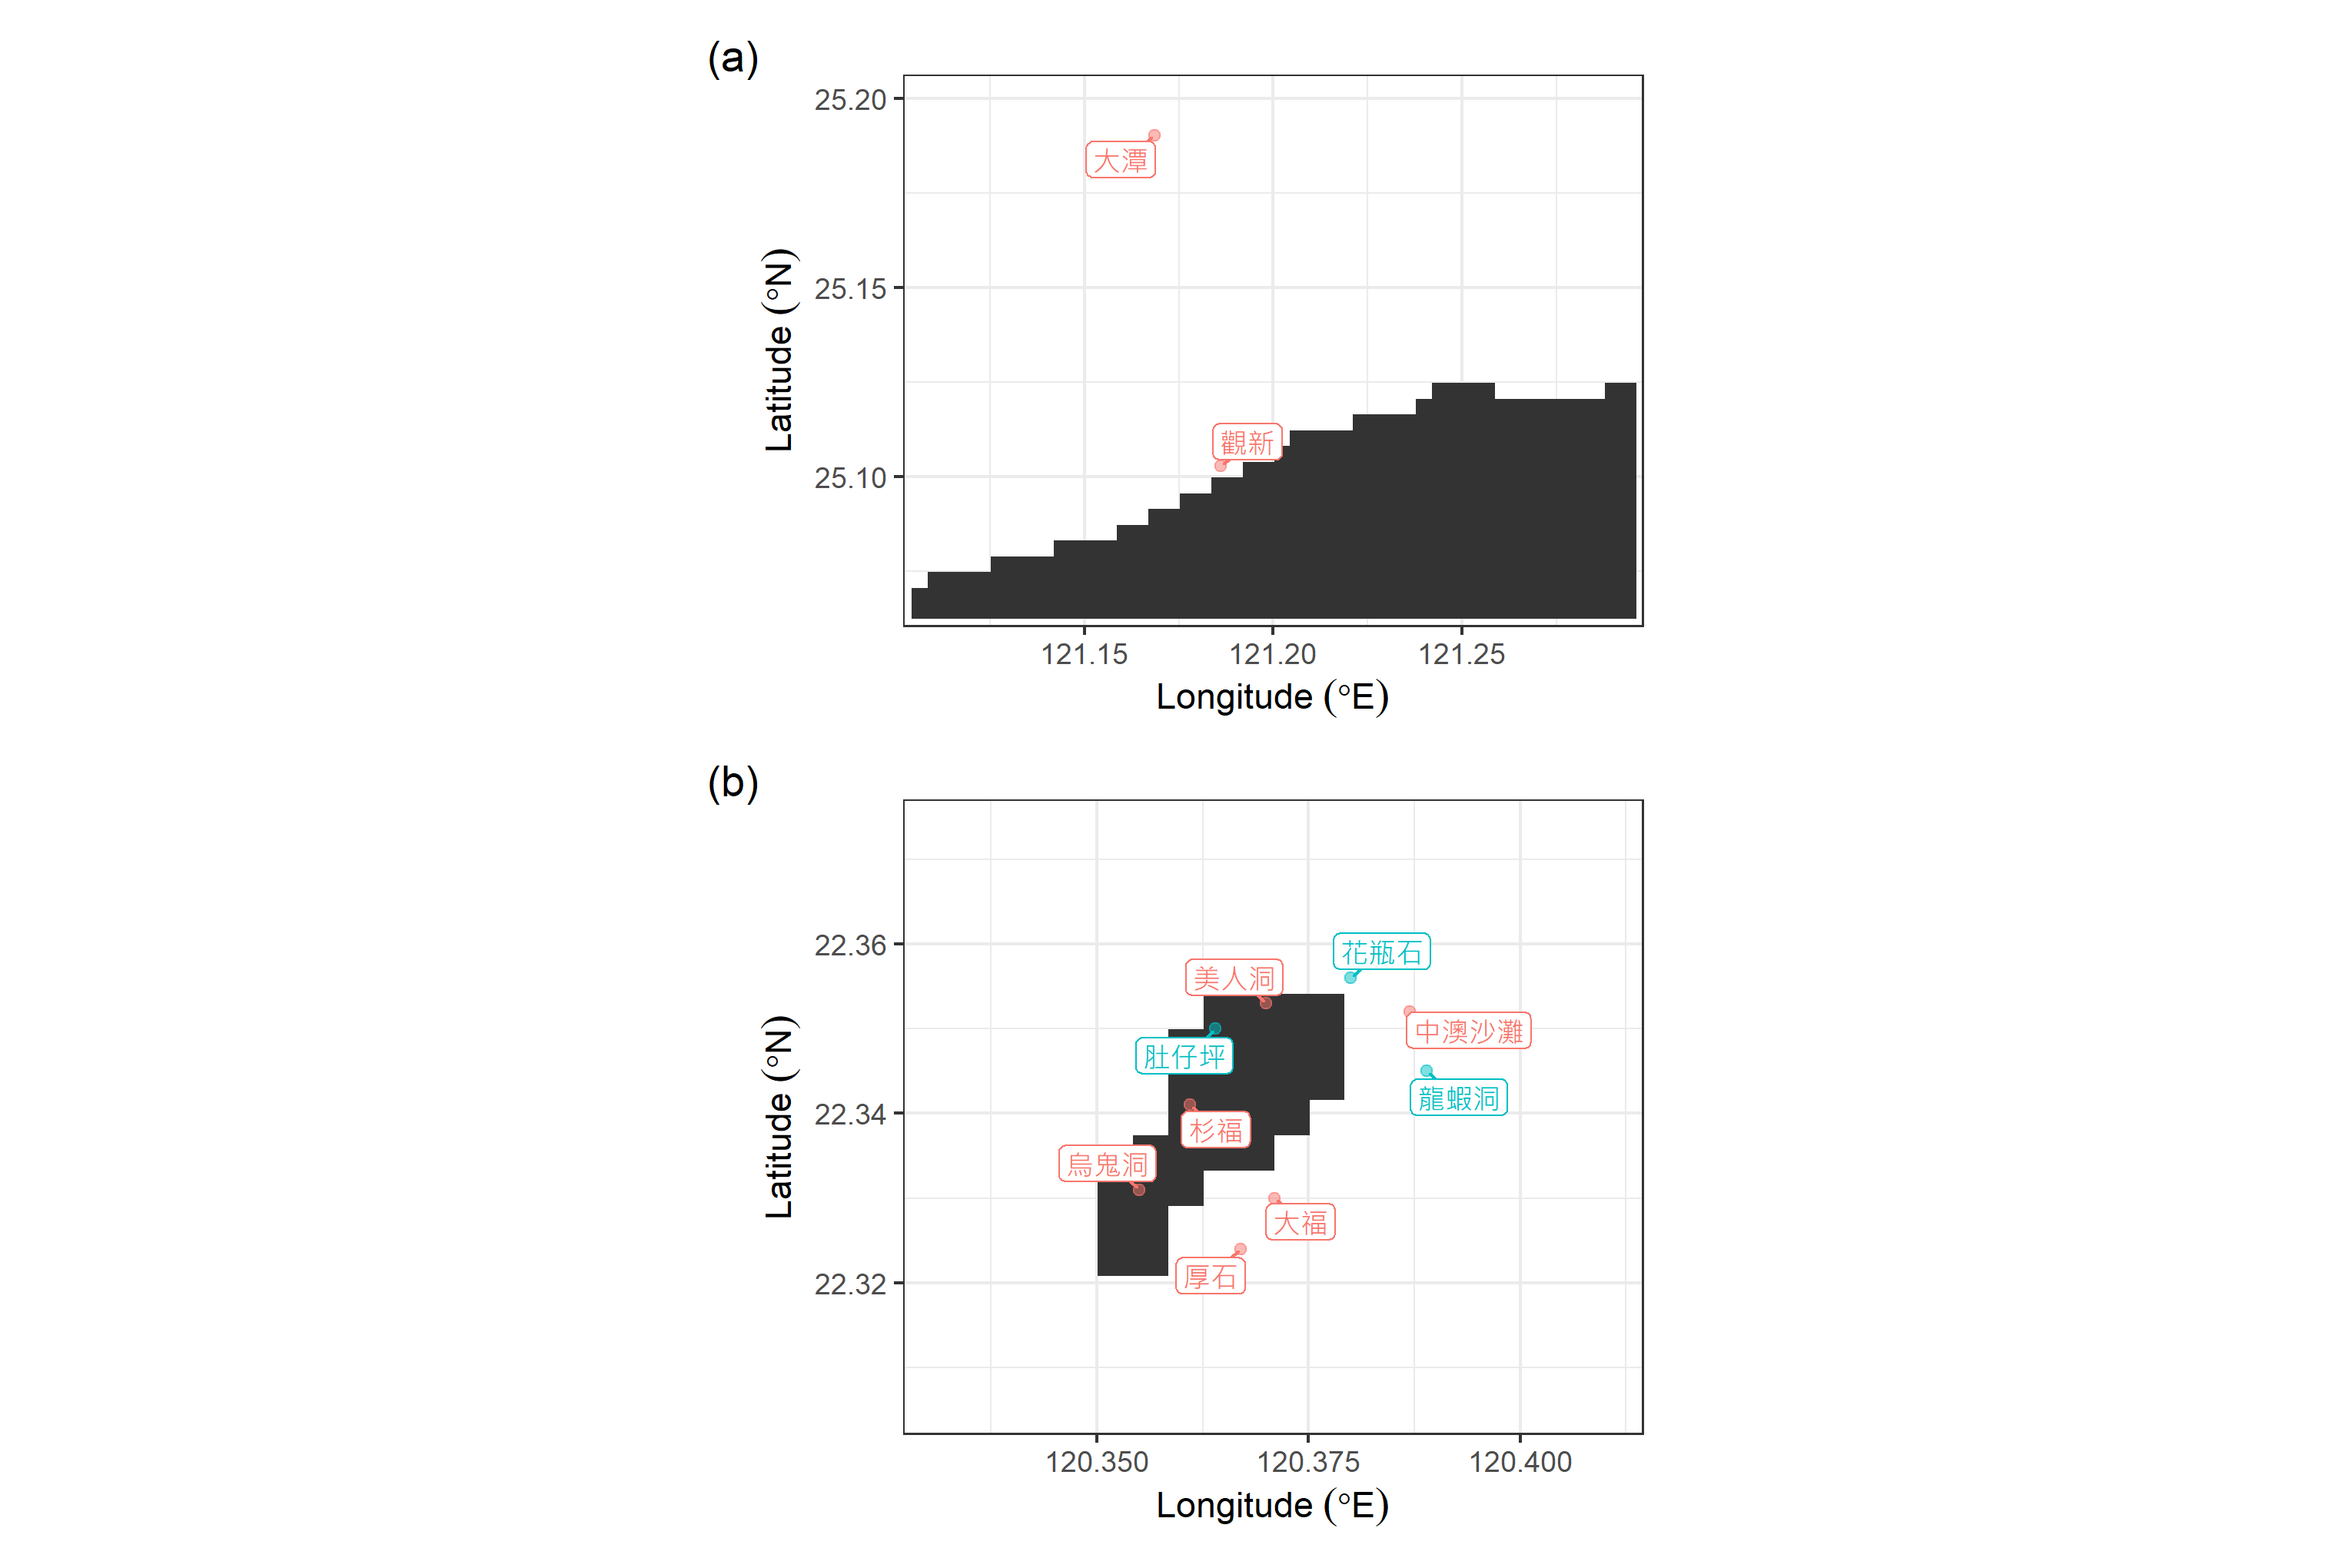 (a)
25.20
大潭
25.15
Latitude (°N)
觀新
25.10
121.15 121.20 121.25
Longitude (°E)
(b)
22.36
花瓶石
美人洞
中澳沙灘
肚仔坪
龍蝦洞
22.34
Latitude (°N)
杉福
烏鬼洞
大福
厚石
22.32
120.350 120.375 120.400
Longitude (°E)